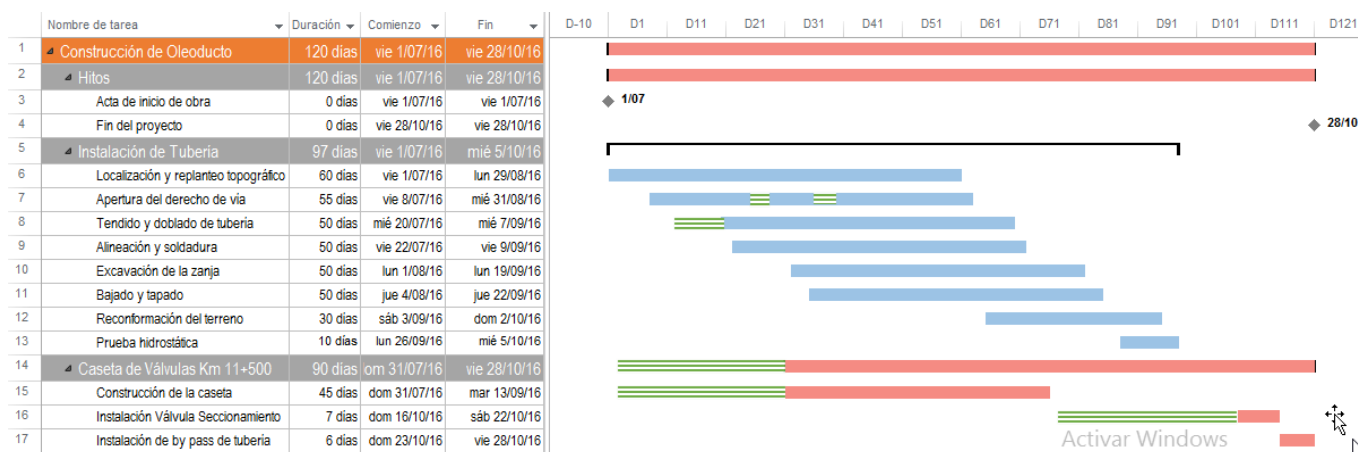 Nombre de tarea Duración Comienzo Fin D-10 D1 D11 D21 D31 D41 D51 D61 D71 D81 D91 D101 D111 D121
1 Construcción de Oleoducto 120 días vie 1/07/16 vie 28/10/16
2 Hitos 120 días vie 1/07/16 vie 28/10/16
3 Acta de inicio de obra 0 días vie 1/07/16 vie 1/07/16 1/07
4 Fin del proyecto 0 días vie 28/10/16 vie 28/10/16 28/10
5 Instalación de Tuberia 97 días vie 1/07/16 mié 5/10/16
6 Localización y replanteo topográfico 60 días vie 1/07/16 lun 29/08/16
7 Apertura del derecho de vía 55 días vie 8/07/16 mié 31/08/16
8 Tendido y doblado de tubería 50 días mié 20/07/16 mié 7/09/16
9 Alineación y soldadura 50 días vie 22/07/16 vie 9/09/16
10 Excavación de la zanja 50 días lun 1/08/16 lun 19/09/16
11 Bajado y tapado 50 días jue 4/08/16 jue 22/09/16
12 Reconformación del terreno 30 días sáb 3/09/16 dom 2/10/16
13 Prueba hidrostática 10 días lun 26/09/16 mié 5/10/16
14 Caseta de Válvulas Km 11+500 90 días om 31/07/16 vie 28/10/16
15 Construcción de la caseta 45 días dom 31/07/16 mar 13/09/16
16 Instalación Válvula Seccionamiento 7 días dom 16/10/16 sáb 22/10/16
17 Instalación de by pass de tubería 6 días dom 23/10/16 vie 28/10/16
Activar Windows